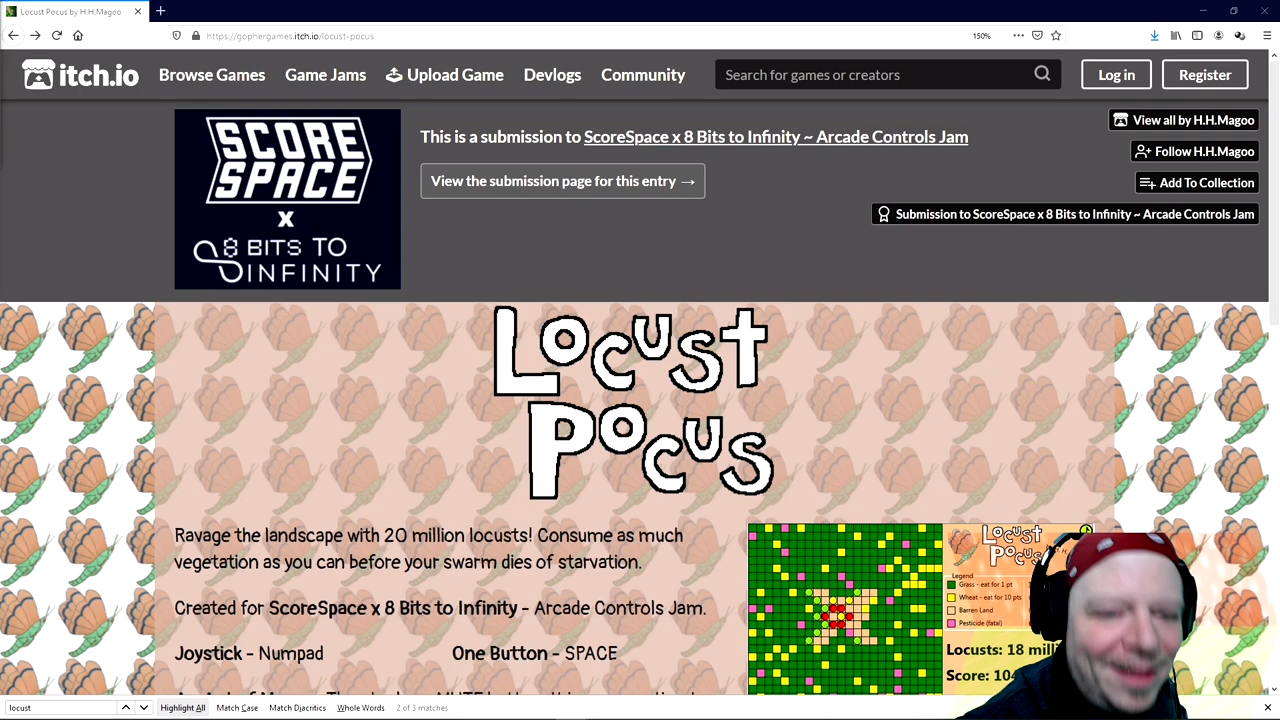 Locust Pocus by H.H.Magoo
https://gophergames.itch.io/locust-pocus
150%
itch.io
Browse Games
Game Jams
Upload Game
Devlogs
Community
Search for games or creators
Log in
Register
SCORE
SPACE
X
8 BITS TO
INFINITY
This is a submission to ScoreSpace x 8 Bits to Infinity ~ Arcade Controls Jam
View the submission page for this entry →
View all by H.H.Magoo
Follow H.H.Magoo
Add To Collection
Submission to ScoreSpace x 8 Bits to Infinity ~ Arcade Controls Jam
Locust
Pocus
Ravage the landscape with 20 million locusts! Consume as much
vegetation as you can before your swarm dies of starvation.
Created for ScoreSpace x 8 Bits to Infinity - Arcade Controls Jam.
Joystick - Numpad
One Button - SPACE
Locust
Pocus
Legend
Grass - eat for 1 pt
Wheat - eat for 10 pts
Barren Land
Pesticide (fatal)
Locusts: 18
Score:
locust
Highlight All
Match Case
Match Diacritics
Whole Words
2 of 3 matches